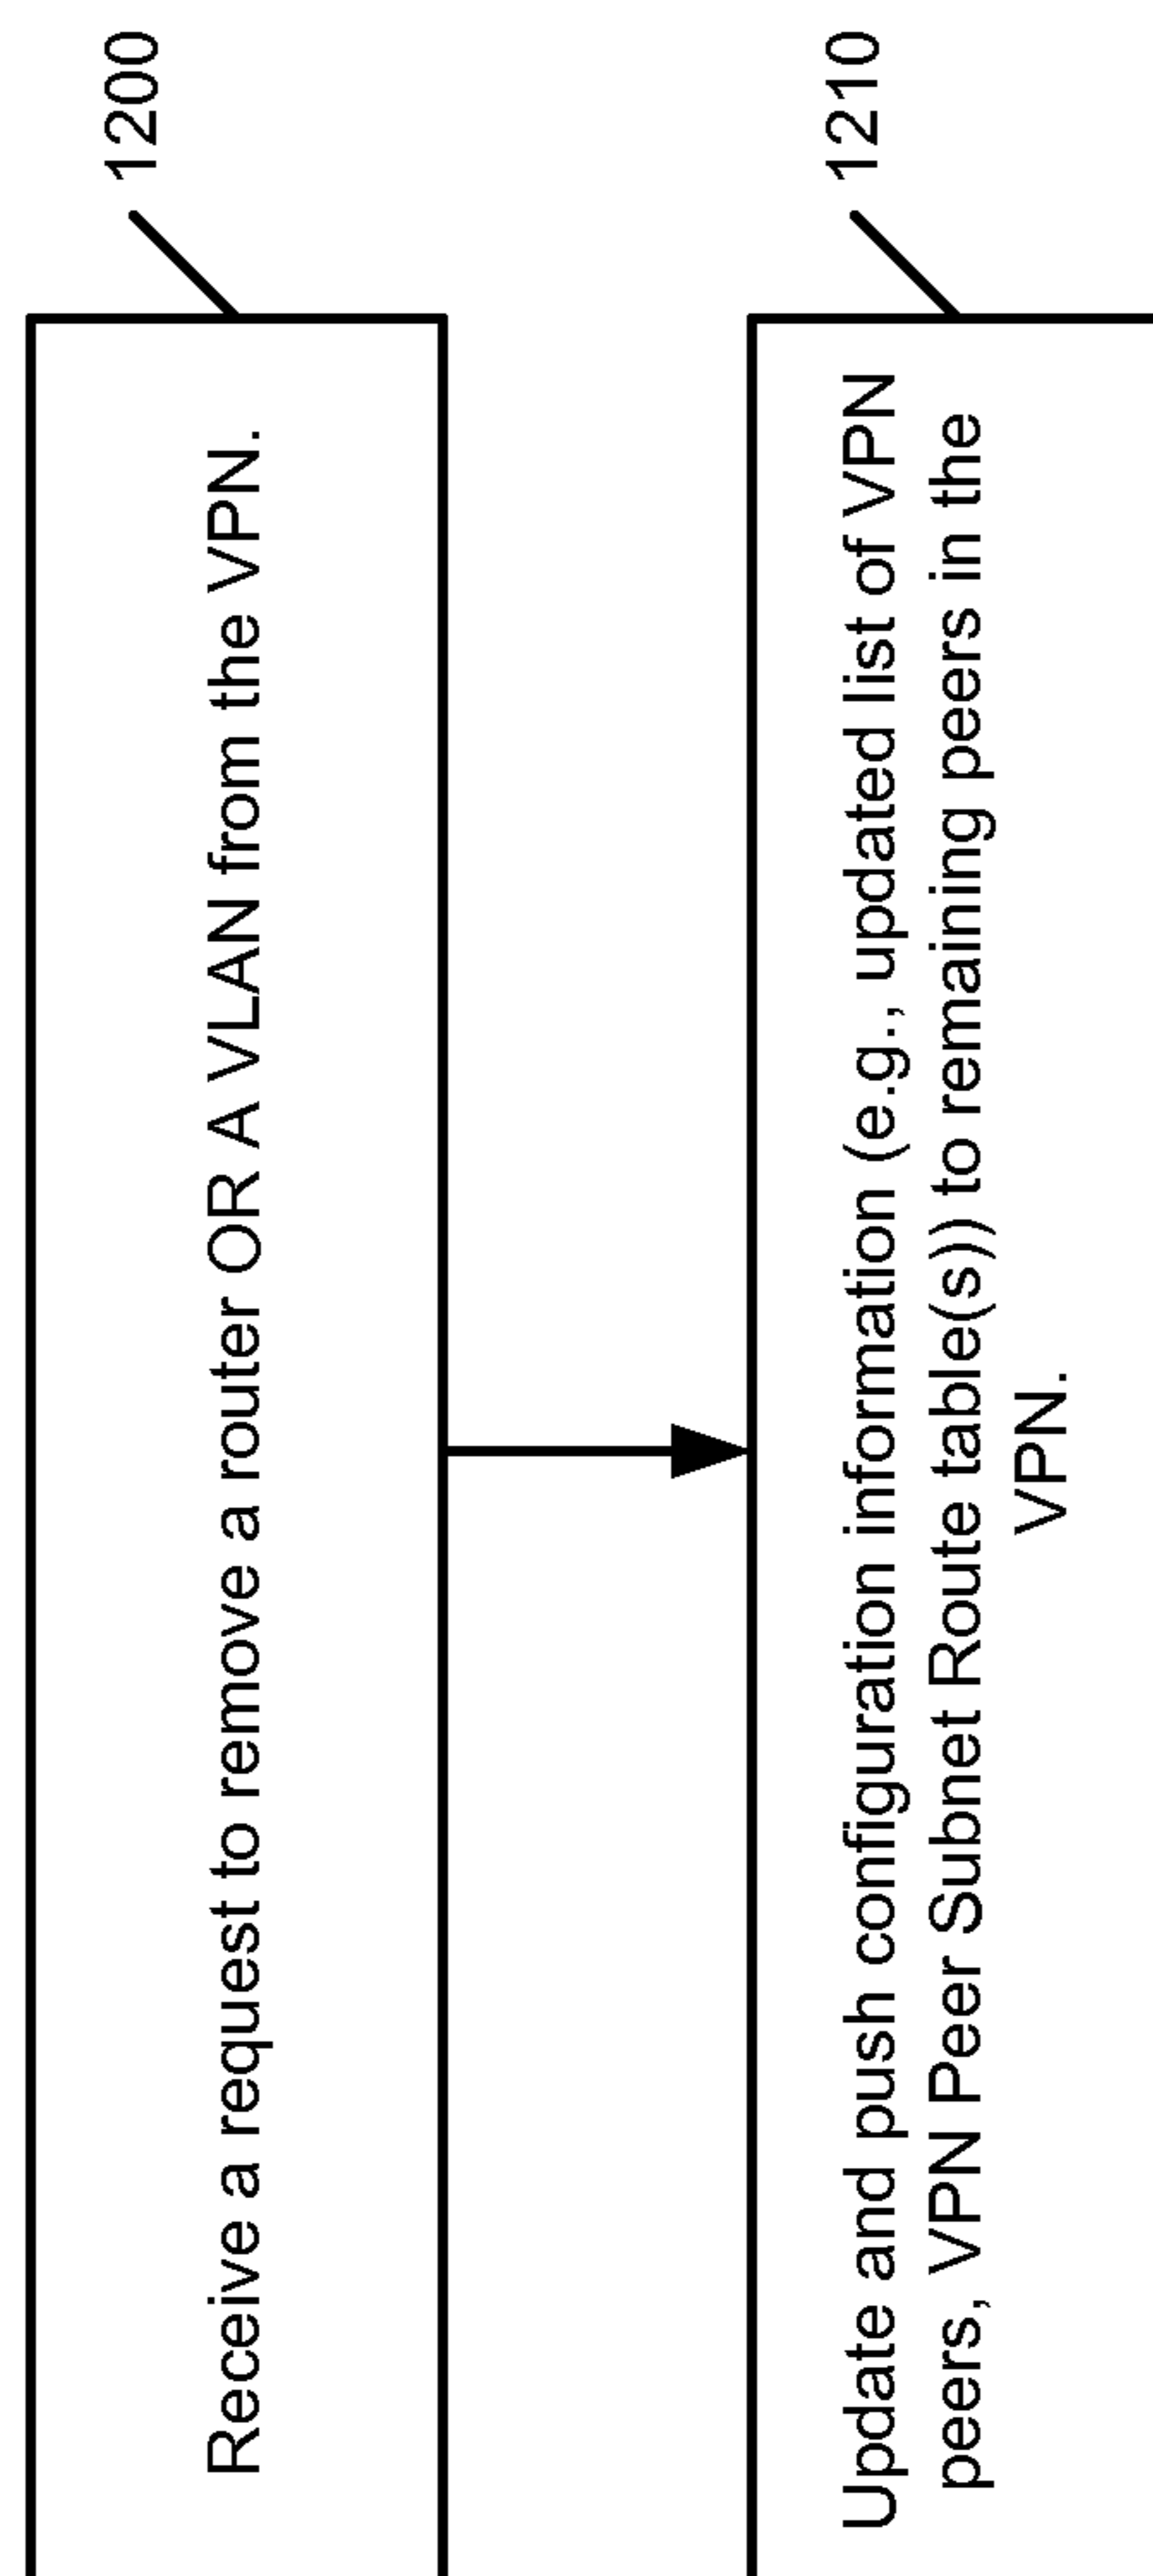 1200
Receive a request to remove a router OR A VLAN from the VPN.
1210
Update and push configuration information (e.g., updated list of VPN
peers, VPN Peer Subnet Route table(s)) to remaining peers in the
VPN.